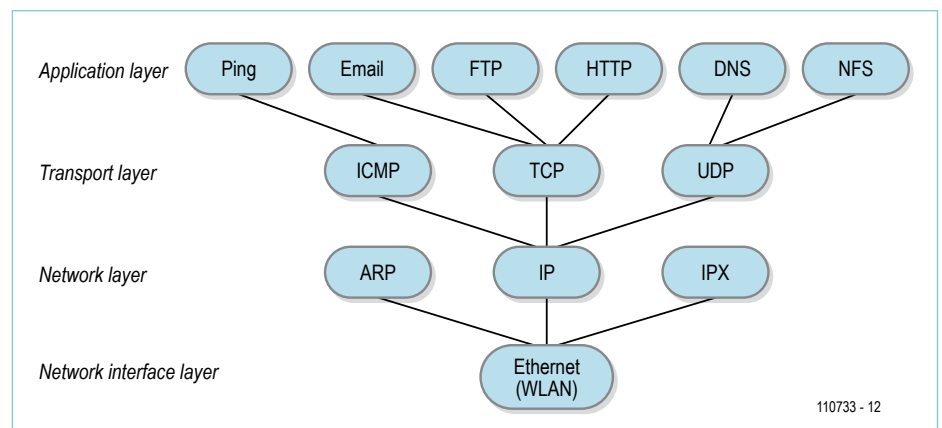 Application layer Ping Email FTP HTTP DNS NFS
Transport layer ICMP TCP UDP
Network layer ARP IP IPX
Network interface layer Ethernet
(WLAN)
110733 - 12